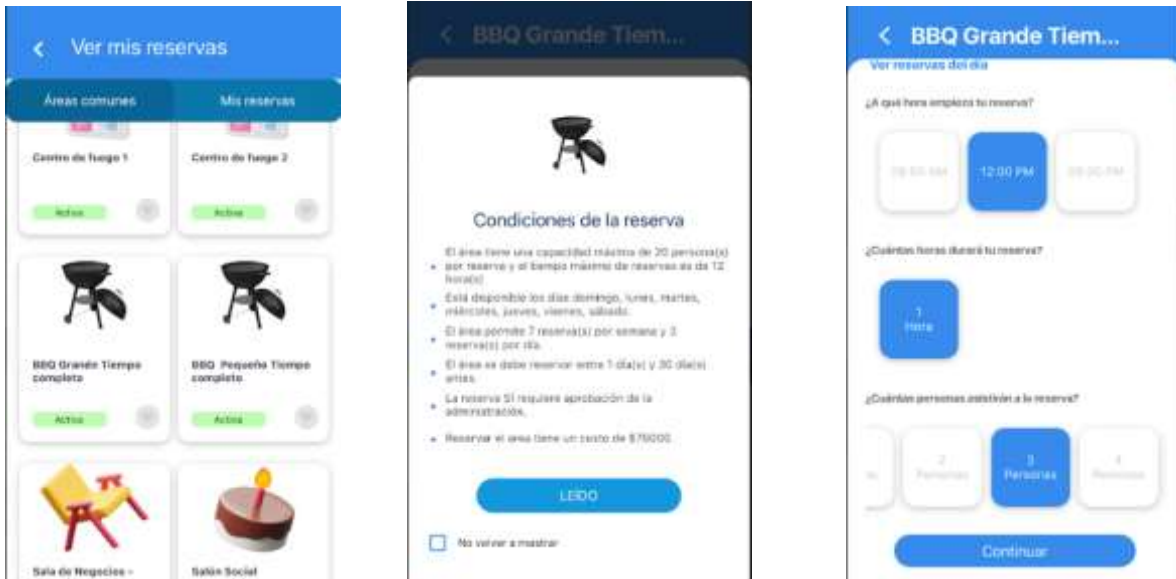 Ver mis reservas
Áreas comunes
Mis reservas
Centro de fuego 1
Centro de fuego 2
Activa
Activa
BBQ Grande Tiempo
completo
BBQ Pequeño Tiempo
completo
Activa
Activa
Sala de Negocios -
Salón Social
BBQ Grande Tiem...
Condiciones de la reserva
El área tiene una capacidad máxima de 20 persona(s)
por reserva y el tiempo máximo de reservas es de 12
hora(s)
Está disponible los días domingo, lunes, martes,
miércoles, jueves, viernes, sábado.
El área permite 7 reserva(s) por semana y 3
reserva(s) por día.
El área se debe reservar entre 1 día(s) y 30 día(s)
antes.
La reserva SÍ requiere aprobación de la
administración.
Reservar el area tiene un costo de
LEÍDO
No volver a mostrar
BBQ Grande Tiem...
Ver reservas del día
¿A qué hora empieza tu reserva?
12:00 PM
¿Cuántas horas durará tu reserva?
1
Hora
¿Cuántas personas asistirán a la reserva?
2
Personas
3
Personas
4
Personas
Continuar